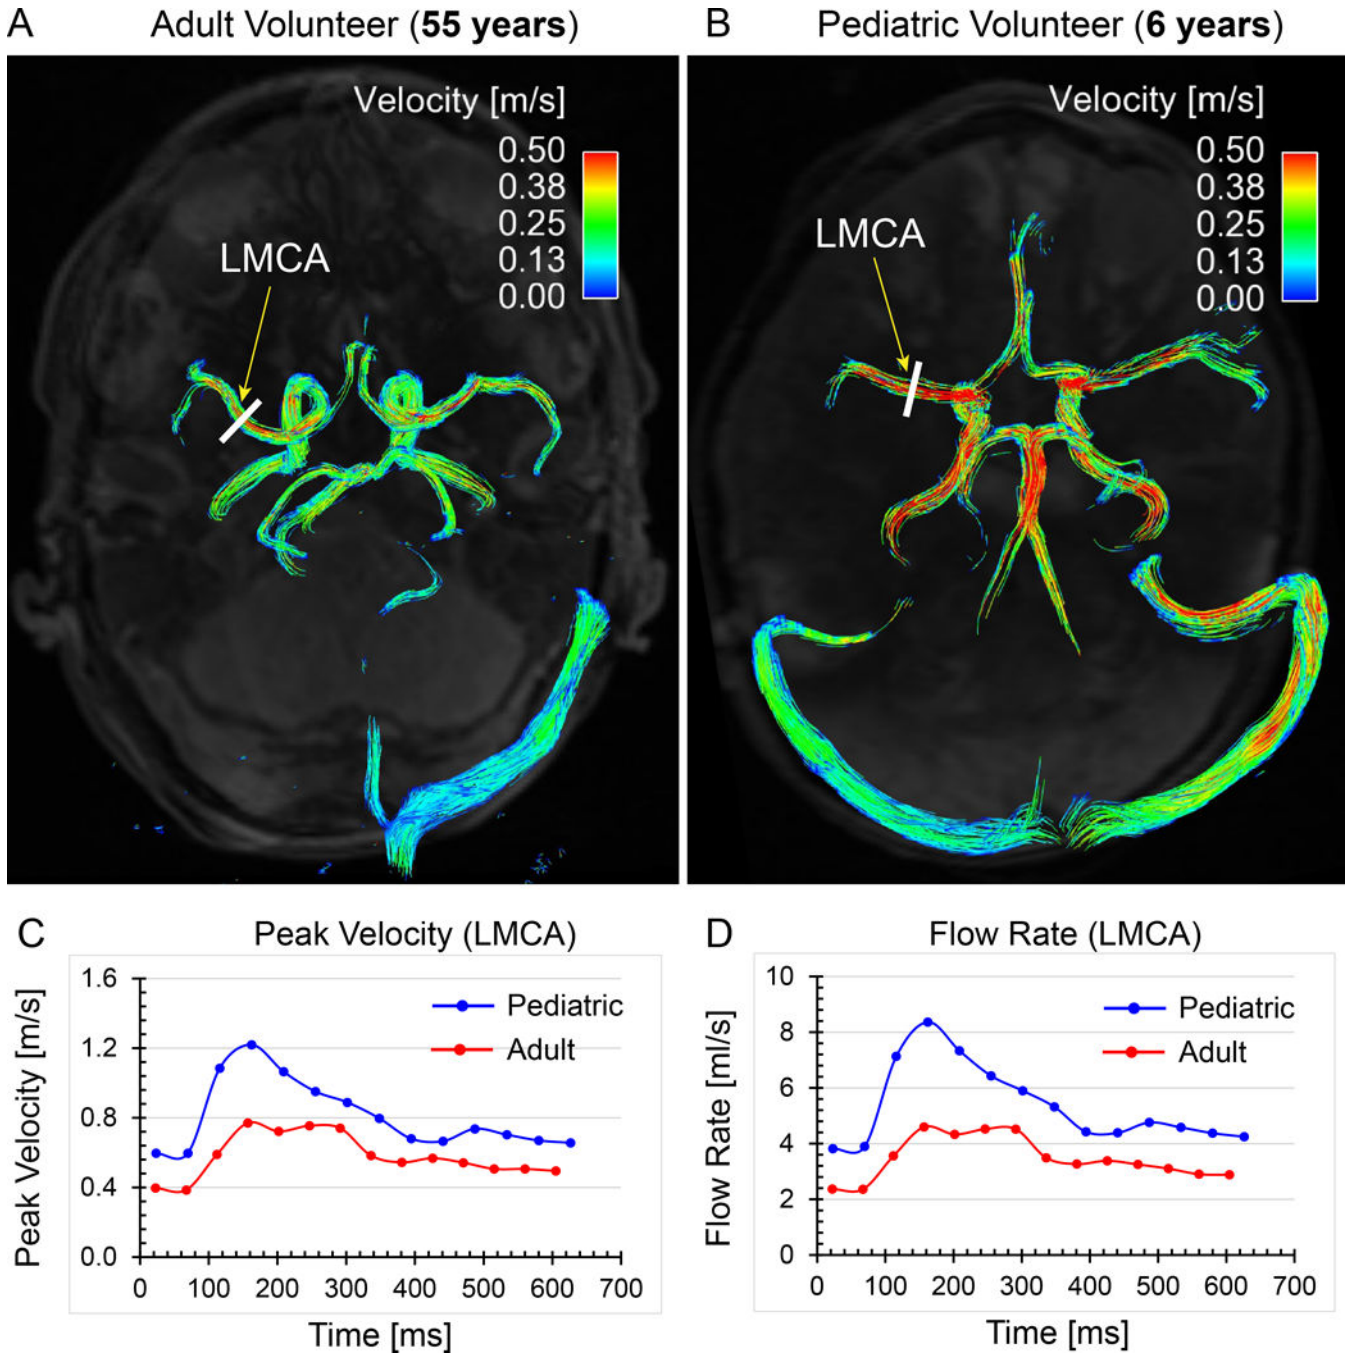 A Adult Volunteer (55 years)
Velocity [m/s]
0.50
0.38
0.25
0.13
0.00
LMCA
B Pediatric Volunteer (6 years)
Velocity [m/s]
0.50
0.38
0.25
0.13
0.00
LMCA
C Peak Velocity (LMCA)
Peak Velocity [m/s]
1.6
1.2
0.8
0.4
0.0
Pediatric
Adult
0 100 200 300 400 500 600 700
Time [ms]
D Flow Rate (LMCA)
Flow Rate [ml/s]
10
8
6
4
2
0
Pediatric
Adult
0 100 200 300 400 500 600 700
Time [ms]